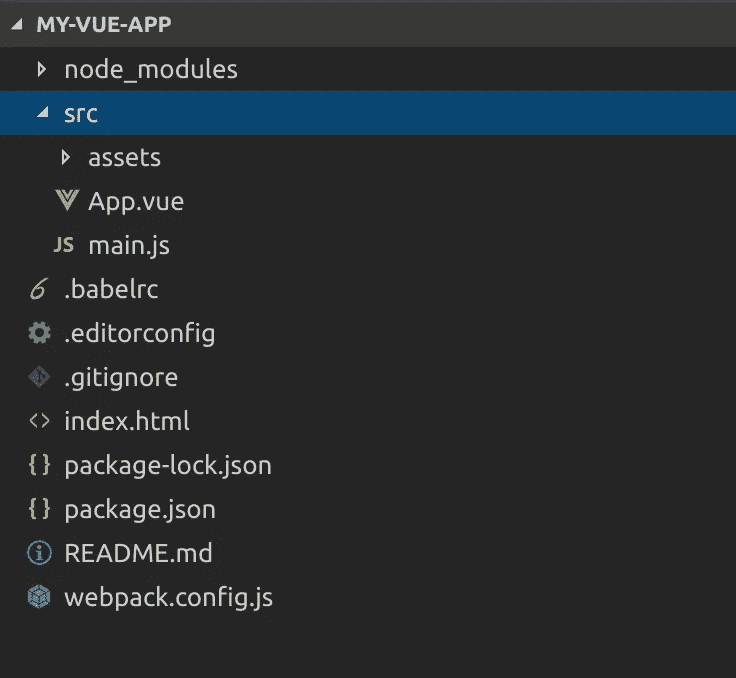 MY-VUE-APP
node_modules
src
assets
App.vue
JS main.js
.babelrc
.editorconfig
.gitignore
index.html
package-lock.json
package.json
README.md
webpack.config.js